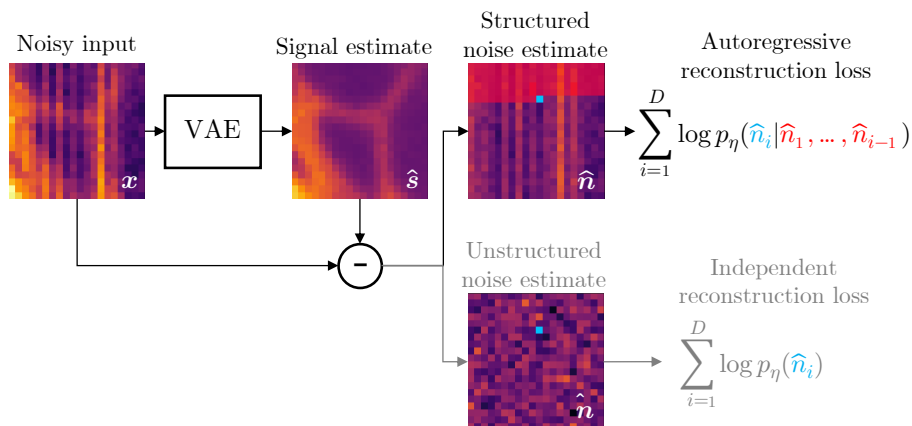 Noisy input
VAE
Signal estimate
Structured
noise estimate
Autoregressive
reconstruction loss
x
ŝ
n̂
∑_{i=1}^{D} log p_η(n̂_i|n̂_1, ... , n̂_{i-1})
−
Unstructured
noise estimate
Independent
reconstruction loss
n̂
∑_{i=1}^{D} log p_η(n̂_i)